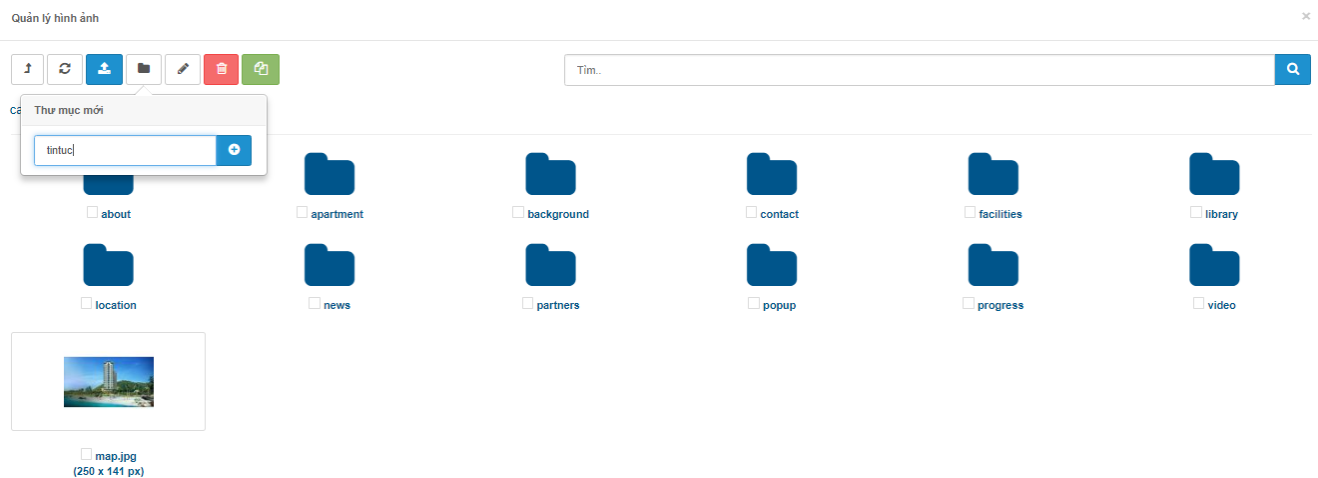 Quản lý hình ảnh
×
Tìm..
Thư mục mới
tintuc
about
apartment
background
contact
facilities
library
location
news
partners
popup
progress
video
map.jpg
(250 x 141 px)